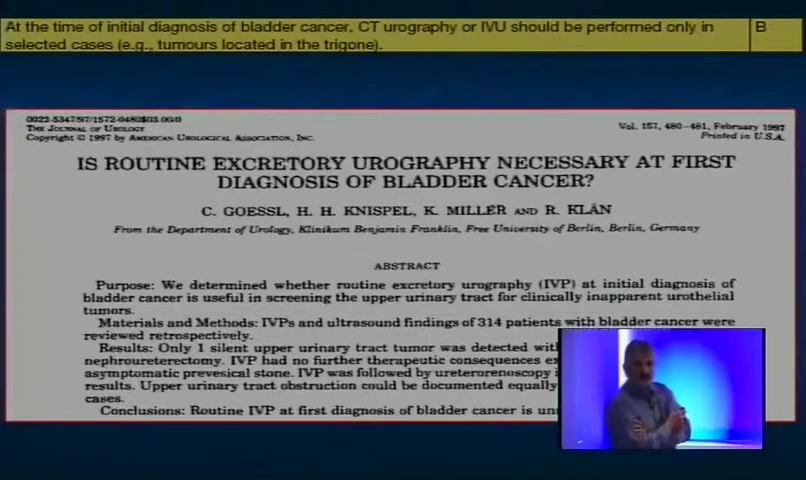 At the time of initial diagnosis of bladder cancer, CT urography or IVU should be performed only in
B
selected cases (e.g., tumours located in the trigone).
0022-5347/97/1572-0480$03.00/0
THE JOURNAL OF UROLOGY
Vol. 157, 480–481, February 1997
Copyright © 1997 by AMERICAN UROLOGICAL ASSOCIATION, INC.
Printed in U.S.A.
IS ROUTINE EXCRETORY UROGRAPHY NECESSARY AT FIRST
DIAGNOSIS OF BLADDER CANCER?
C. GOESSL, H. H. KNISPEL, K. MILLER AND R. KLÄN
From the Department of Urology, Klinikum Benjamin Franklin, Free University of Berlin, Berlin, Germany
ABSTRACT
Purpose: We determined whether routine excretory urography (IVP) at initial diagnosis of
bladder cancer is useful in screening the upper urinary tract for clinically inapparent urothelial
tumors.
Materials and Methods: IVPs and ultrasound findings of 314 patients with bladder cancer were
reviewed retrospectively.
Results: Only 1 silent upper urinary tract tumor was detected
nephroureterectomy. IVP had no further therapeutic consequences
asymptomatic prevesical stone. IVP was followed by ureterorenoscopy
results. Upper urinary tract obstruction could be documented equally
cases.
Conclusions: Routine IVP at first diagnosis of bladder cancer is